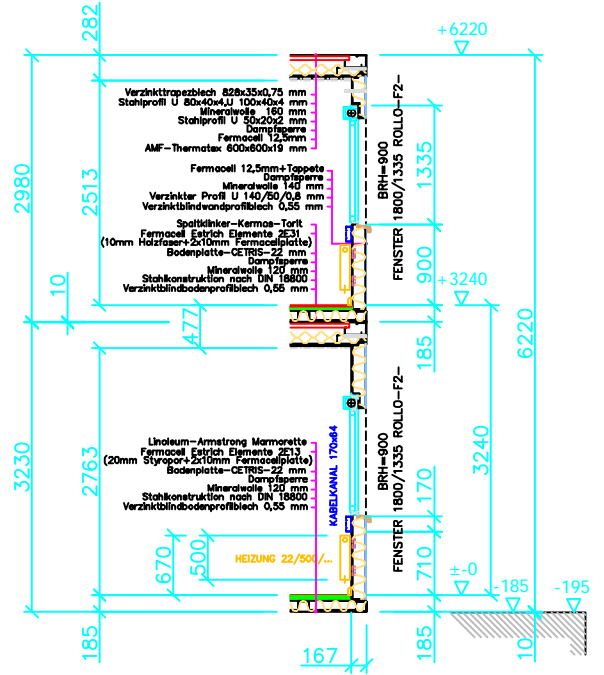 282
+6220
Verzinkttrapezblech 828x35x0,75 mm
Stahlprofil U 80x40x4,U 100x40x4 mm
Mineralwolle 160 mm
Stahlprofil U 50x20x2 mm
Dampfsperre
Fermacell 12,5mm
AMF-Thermatex 600x600x19 mm
2980
2513
BRH=900
FENSTER 1800/1335 ROLLO-F2-
1335
Fermacell 12,5mm+Tappete
Dampfsperre
Mineralwolle 140 mm
Verzinkter Profil U 140/50/0,8 mm
Verzinktblindwandprofilblech 0,55 mm
Spaltklinker-Kermos-Torit
Fermacell Estrich Elemente 2E31
(10mm Holzfaser+2x10mm Fermacellplatte)
Bodenplatte-CETRIS-22 mm
Dampfsperre
Mineralwolle 120 mm
Stahlkonstruktion nach DIN 18800
Verzinktblindbodenprofilblech 0,55 mm
900
+3240
10
477
185
6220
3230
2763
Linoleum-Armstrong Marmorette
Fermacell Estrich Elemente 2E13
(20mm Styropor+2x10mm Fermacellplatte)
Bodenplatte-CETRIS-22 mm
Dampfsperre
Mineralwolle 120 mm
Stahlkonstruktion nach DIN 18800
Verzinktblindbodenprofilblech 0,55 mm
KABELKANAL 170x64
BRH=900
FENSTER 1800/1335 ROLLO-F2-
3240
170
670
500
HEIZUNG 22/500/...
710
±-0
-185
-195
185
167
185
10